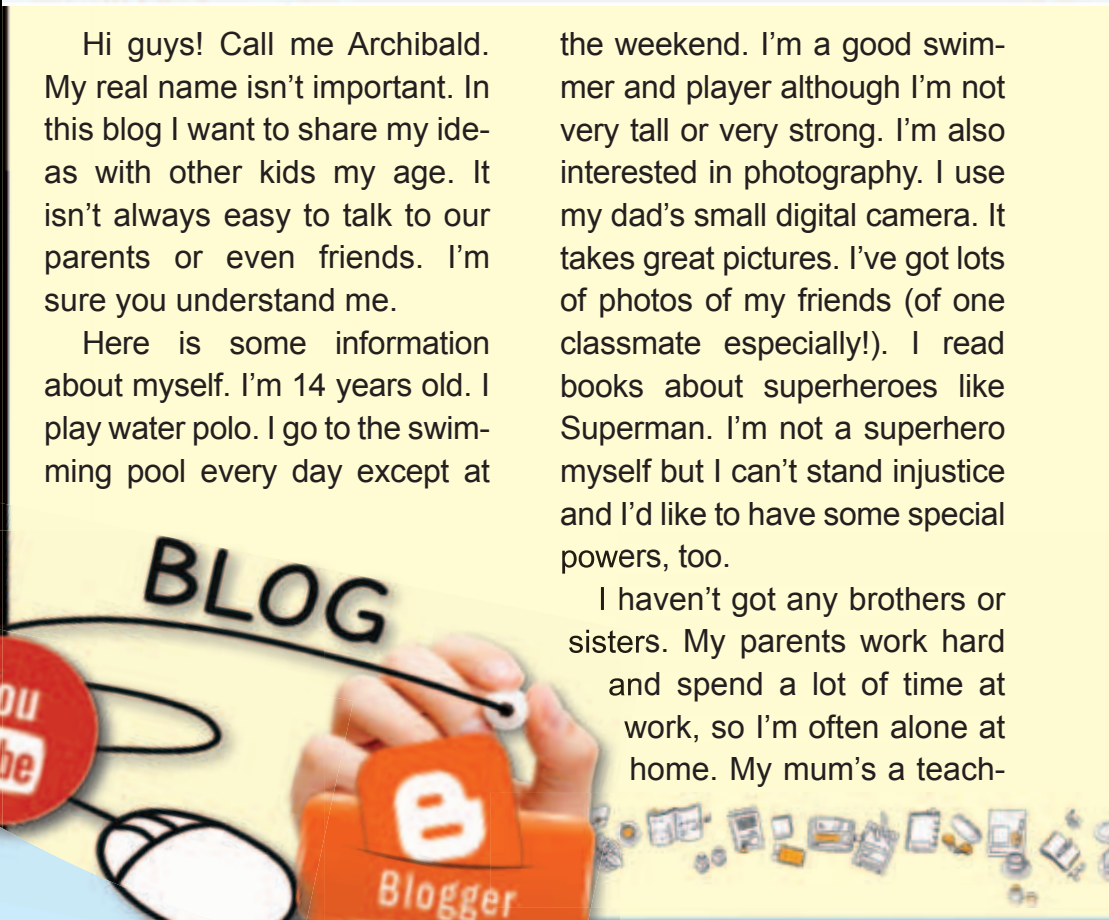 Hi guys! Call me Archibald.
My real name isn't important. In
this blog I want to share my ide-
as with other kids my age. It
isn't always easy to talk to our
parents or even friends. I'm
sure you understand me.
Here is some information
about myself. I'm 14 years old. I
play water polo. I go to the swim-
ming pool every day except at
the weekend. I'm a good swim-
mer and player although I'm not
very tall or very strong. I'm also
interested in photography. I use
my dad's small digital camera. It
takes great pictures. I've got lots
of photos of my friends (of one
classmate especially!). I read
books about superheroes like
Superman. I'm not a superhero
myself but I can't stand injustice
and I'd like to have some special
powers, too.
I haven't got any brothers or
sisters. My parents work hard
and spend a lot of time at
work, so I'm often alone at
home. My mum's a teach-
BLOG
ou
be
Blogger